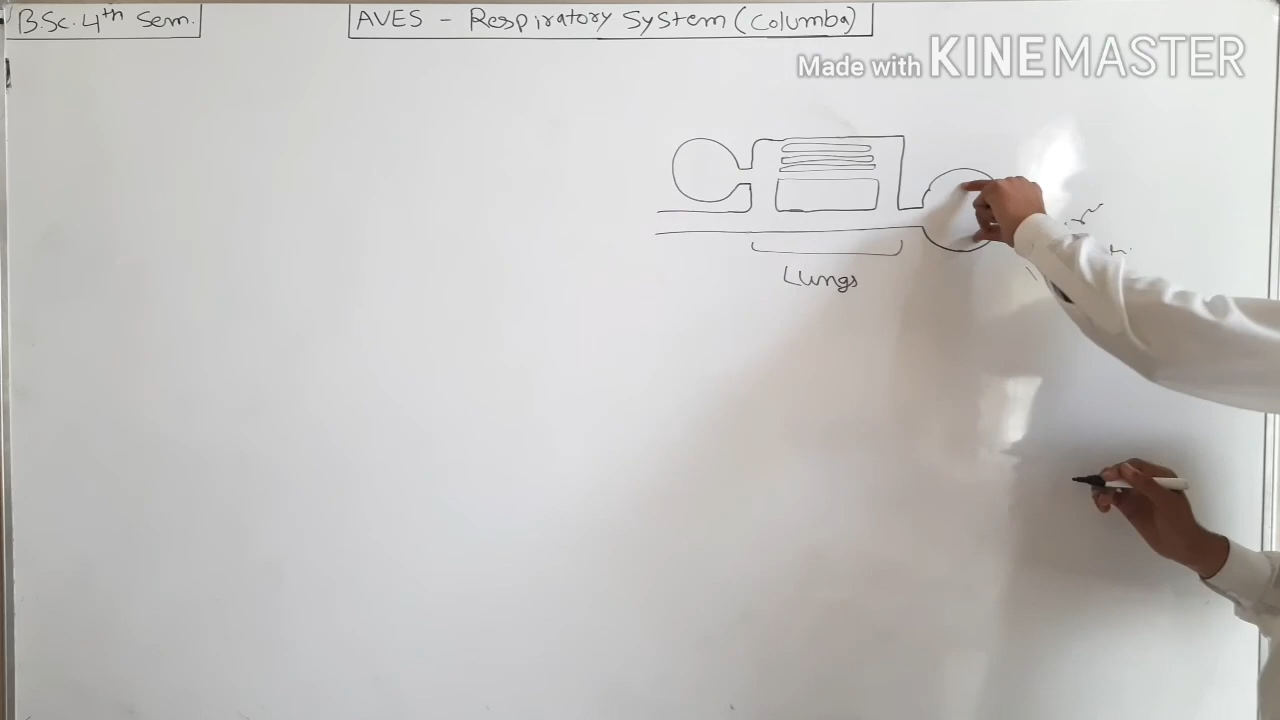 B.Sc. 4th Sem.
AVES - Respiratory System (Columba)
Made with KINEMASTER
Lungs